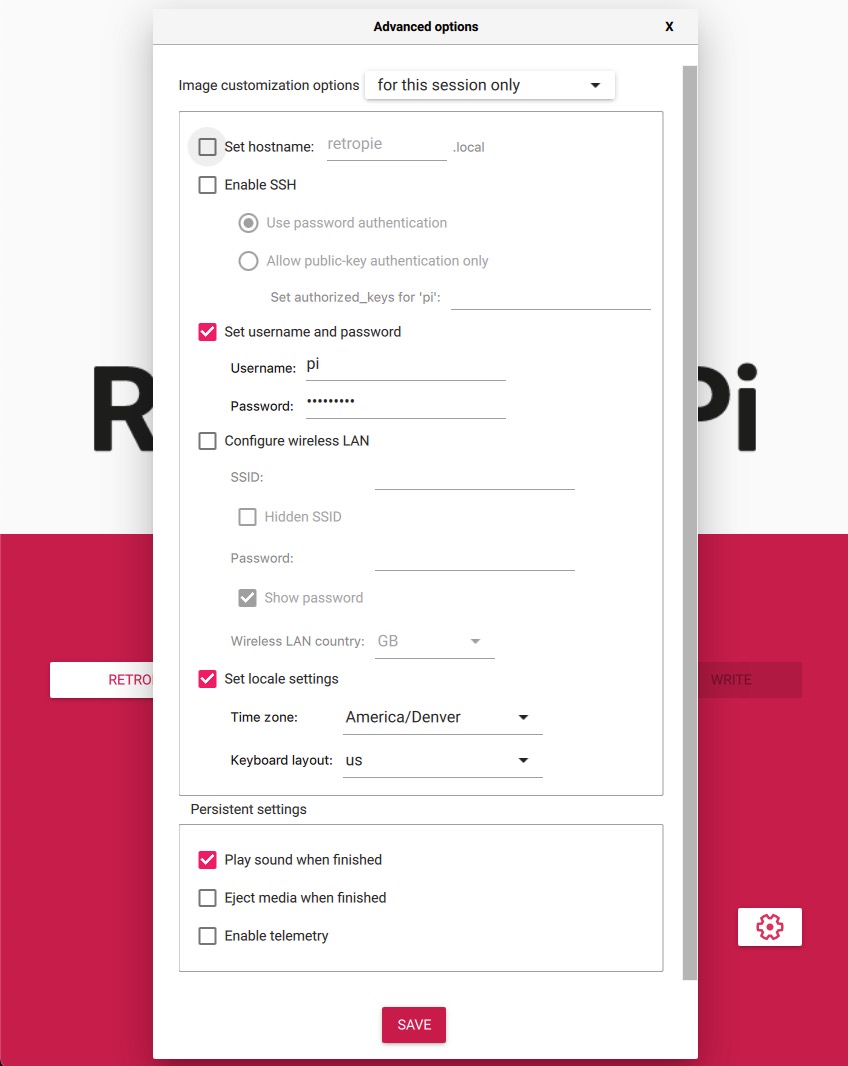 Advanced options X
Image customization options for this session only
Set hostname: retropie .local
Enable SSH
Use password authentication
Allow public-key authentication only
Set authorized_keys for 'pi':
R Pi
Set username and password
Username: pi
Password: •••••••••
Configure wireless LAN
SSID:
Hidden SSID
Password:
Show password
Wireless LAN country: GB
RETRO WRITE
Set locale settings
Time zone: America/Denver
Keyboard layout: us
Persistent settings
Play sound when finished
Eject media when finished
Enable telemetry
SAVE